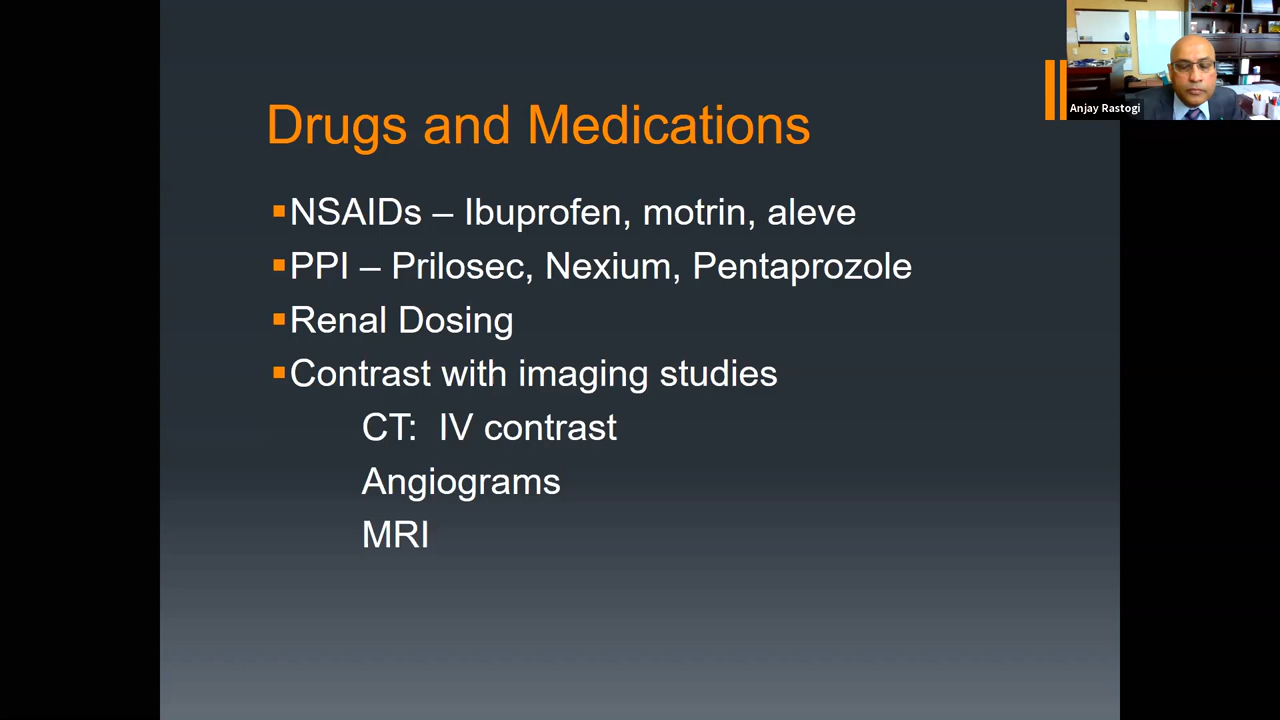 Anjay Rastogi
Drugs and Medications
▪NSAIDs – Ibuprofen, motrin, aleve
▪PPI – Prilosec, Nexium, Pentaprozole
▪Renal Dosing
▪Contrast with imaging studies
CT: IV contrast
Angiograms
MRI